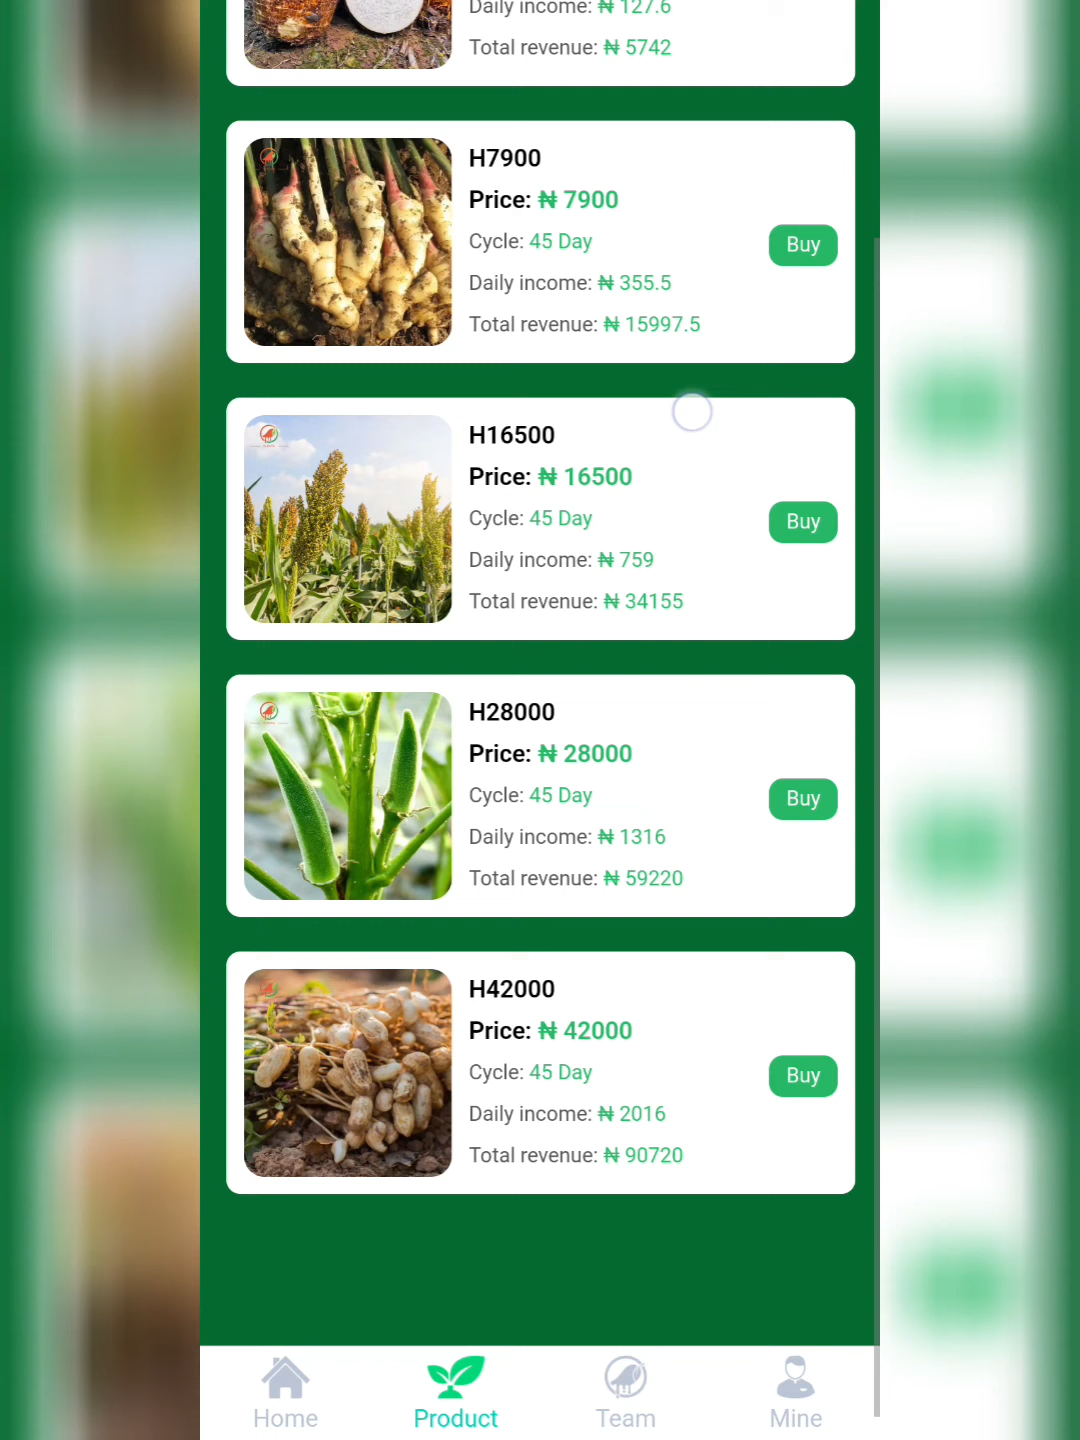 Daily income: ₦ 127.6
Total revenue: ₦ 5742
H7900
Price: ₦ 7900
Cycle: 45 Day
Daily income: ₦ 355.5
Total revenue: ₦ 15997.5
Buy
H16500
Price: ₦ 16500
Cycle: 45 Day
Daily income: ₦ 759
Total revenue: ₦ 34155
Buy
H28000
Price: ₦ 28000
Cycle: 45 Day
Daily income: ₦ 1316
Total revenue: ₦ 59220
Buy
H42000
Price: ₦ 42000
Cycle: 45 Day
Daily income: ₦ 2016
Total revenue: ₦ 90720
Buy
Home
Product
Team
Mine